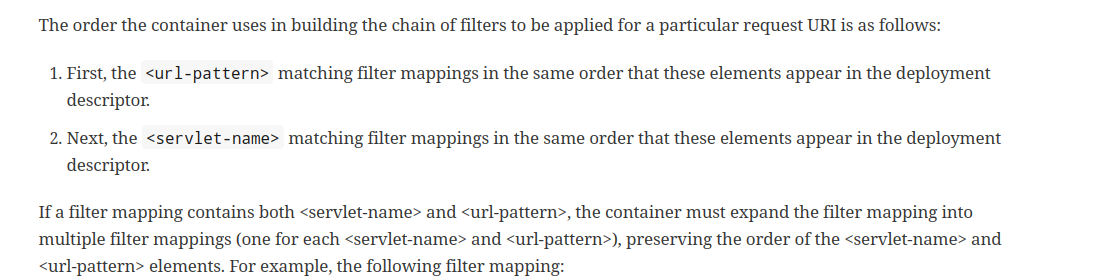 The order the container uses in building the chain of filters to be applied for a particular request URI is as follows:
1. First, the <url-pattern> matching filter mappings in the same order that these elements appear in the deployment
descriptor.
2. Next, the <servlet-name> matching filter mappings in the same order that these elements appear in the deployment
descriptor.
If a filter mapping contains both <servlet-name> and <url-pattern>, the container must expand the filter mapping into
multiple filter mappings (one for each <servlet-name> and <url-pattern>), preserving the order of the <servlet-name> and
<url-pattern> elements. For example, the following filter mapping: